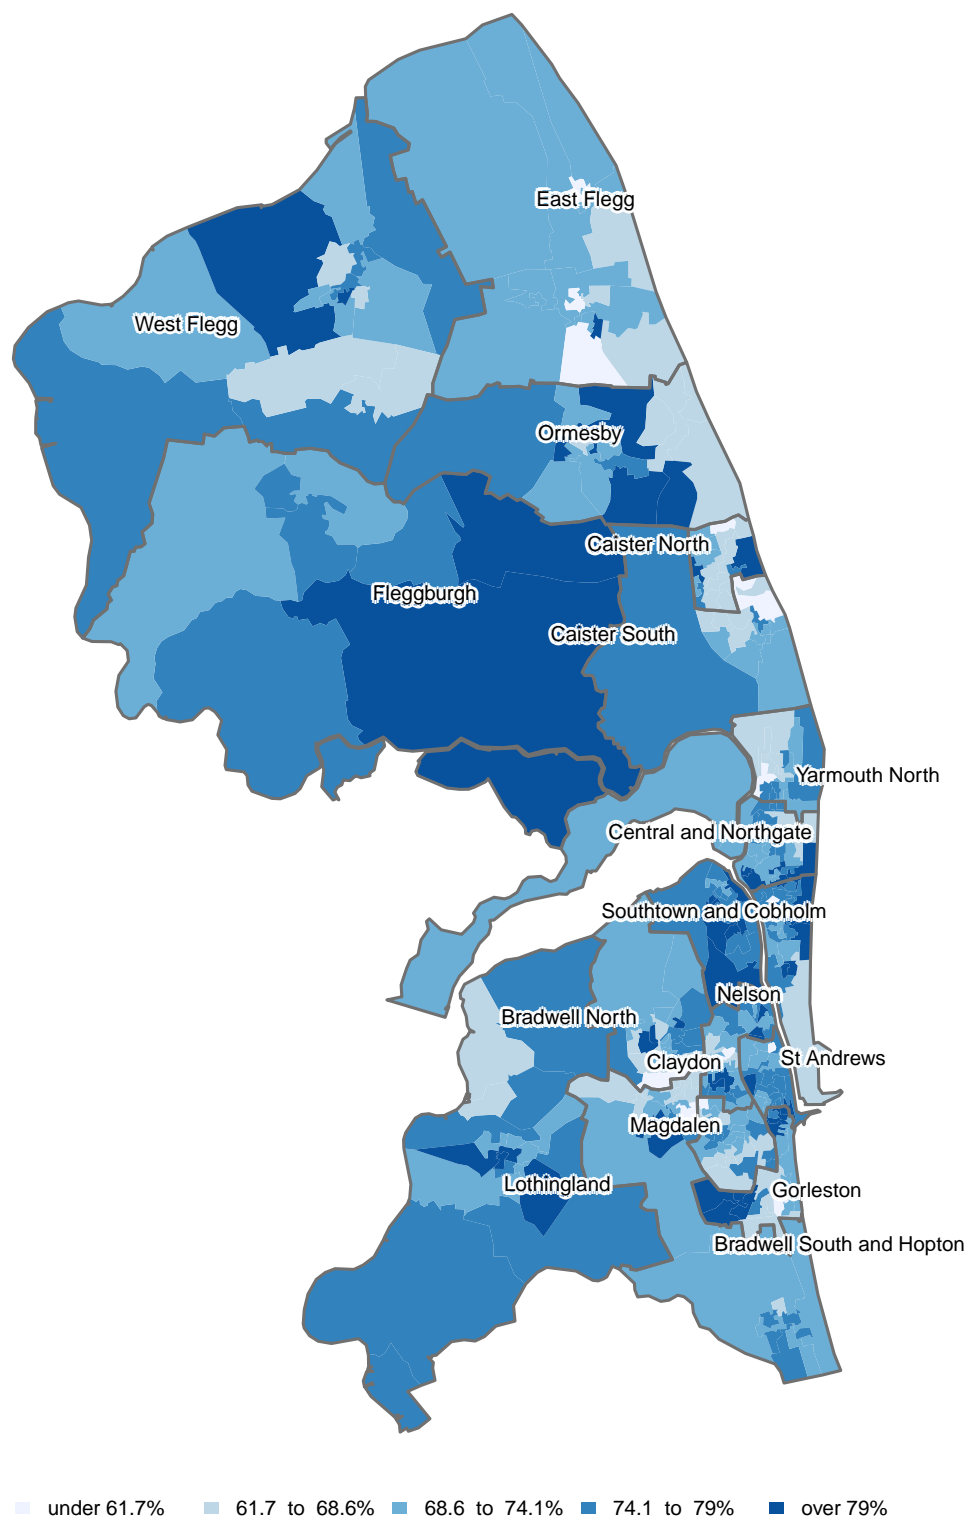 East Flegg
West Flegg
Ormesby
Caister North
Fleggburgh
Caister South
Yarmouth North
Central and Northgate
Southtown and Cobholm
Nelson
Bradwell North
Claydon
St Andrews
Magdalen
Lothingland
Gorleston
Bradwell South and Hopton
under 61.7% 61.7 to 68.6% 68.6 to 74.1% 74.1 to 79% over 79%